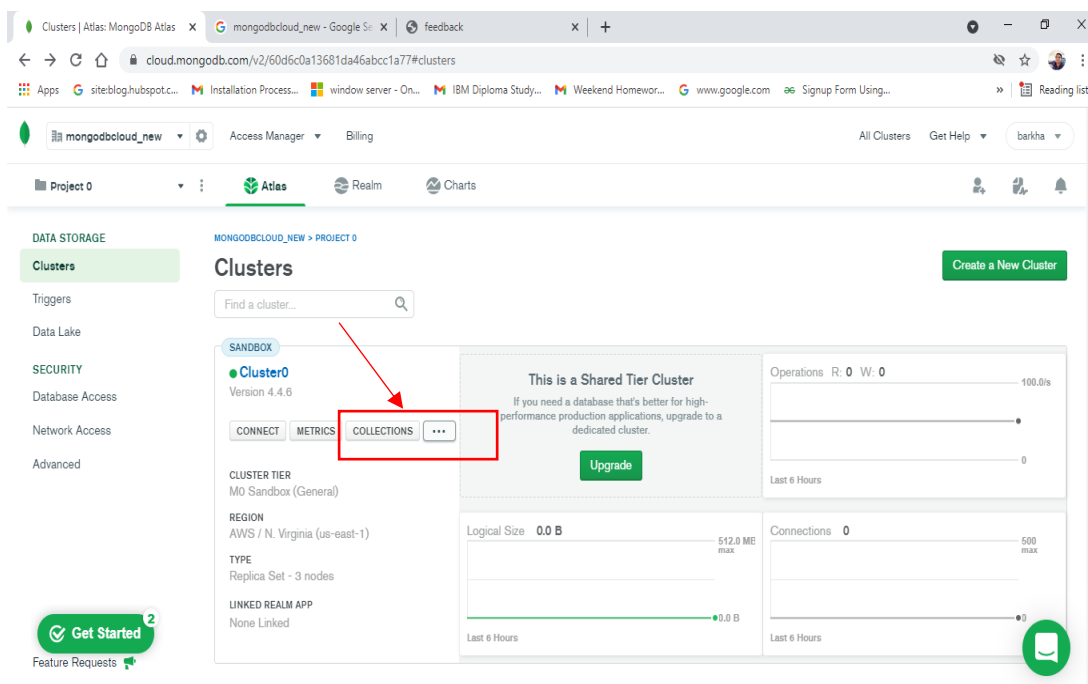 Clusters | Atlas: MongoDB Atlas
mongodbcloud_new - Google Se
feedback
cloud.mongodb.com/v2/60d6c0a13681da46abcc1a77#clusters
Apps site:blog.hubspot.c... Installation Process... window server - On... IBM Diploma Study... Weekend Homewor... www.google.com Signup Form Using... » Reading list
mongodbcloud_new Access Manager Billing All Clusters Get Help barkha
Project 0 Atlas Realm Charts
DATA STORAGE
Clusters
Triggers
Data Lake
SECURITY
Database Access
Network Access
Advanced
Get Started
2
Feature Requests
MONGODBCLOUD_NEW > PROJECT 0
Clusters
Create a New Cluster
Find a cluster...
SANDBOX
Cluster0
Version 4.4.6
CONNECT METRICS COLLECTIONS ...
CLUSTER TIER
M0 Sandbox (General)
REGION
AWS / N. Virginia (us-east-1)
TYPE
Replica Set - 3 nodes
LINKED REALM APP
None Linked
This is a Shared Tier Cluster
If you need a database that's better for high-
performance production applications, upgrade to a
dedicated cluster.
Upgrade
Operations R: 0 W: 0
100.0/s
0
Last 6 Hours
Logical Size 0.0 B
512.0 MB
max
0.0 B
Last 6 Hours
Connections 0
500
max
0
Last 6 Hours